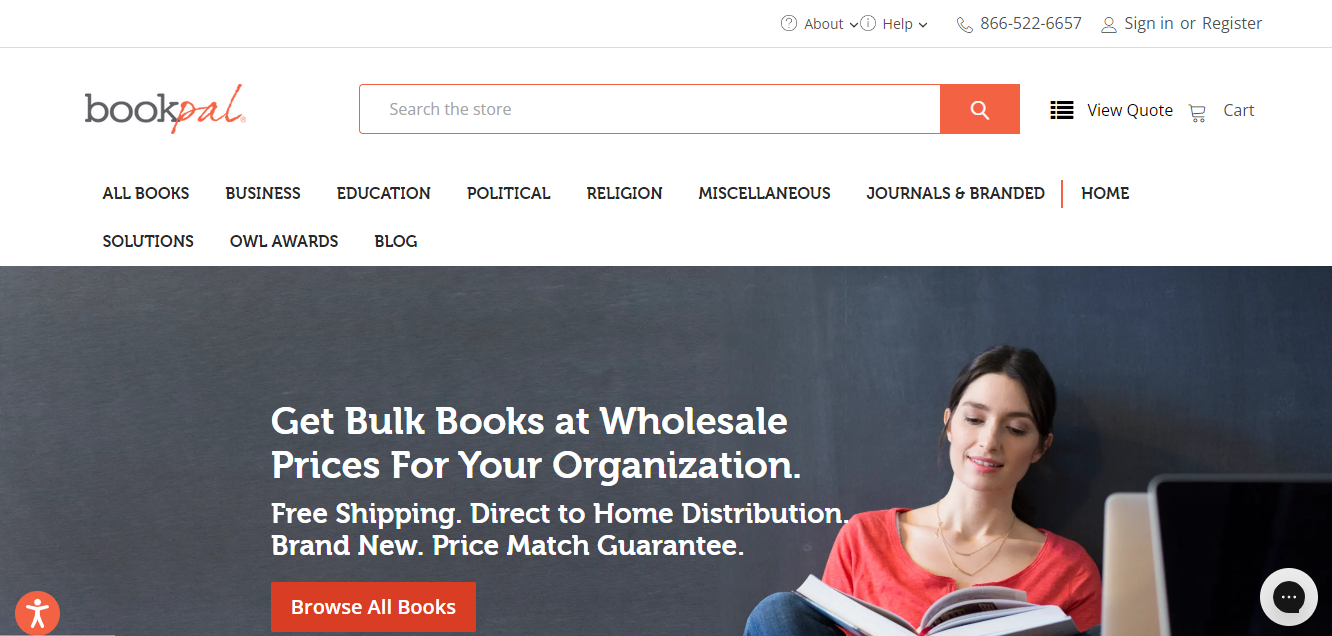 About Help 866-522-6657 Sign in or Register
bookpal®
Search the store
View Quote Cart
ALL BOOKS BUSINESS EDUCATION POLITICAL RELIGION MISCELLANEOUS JOURNALS & BRANDED HOME
SOLUTIONS OWL AWARDS BLOG
Get Bulk Books at Wholesale
Prices For Your Organization.
Free Shipping. Direct to Home Distribution.
Brand New. Price Match Guarantee.
Browse All Books